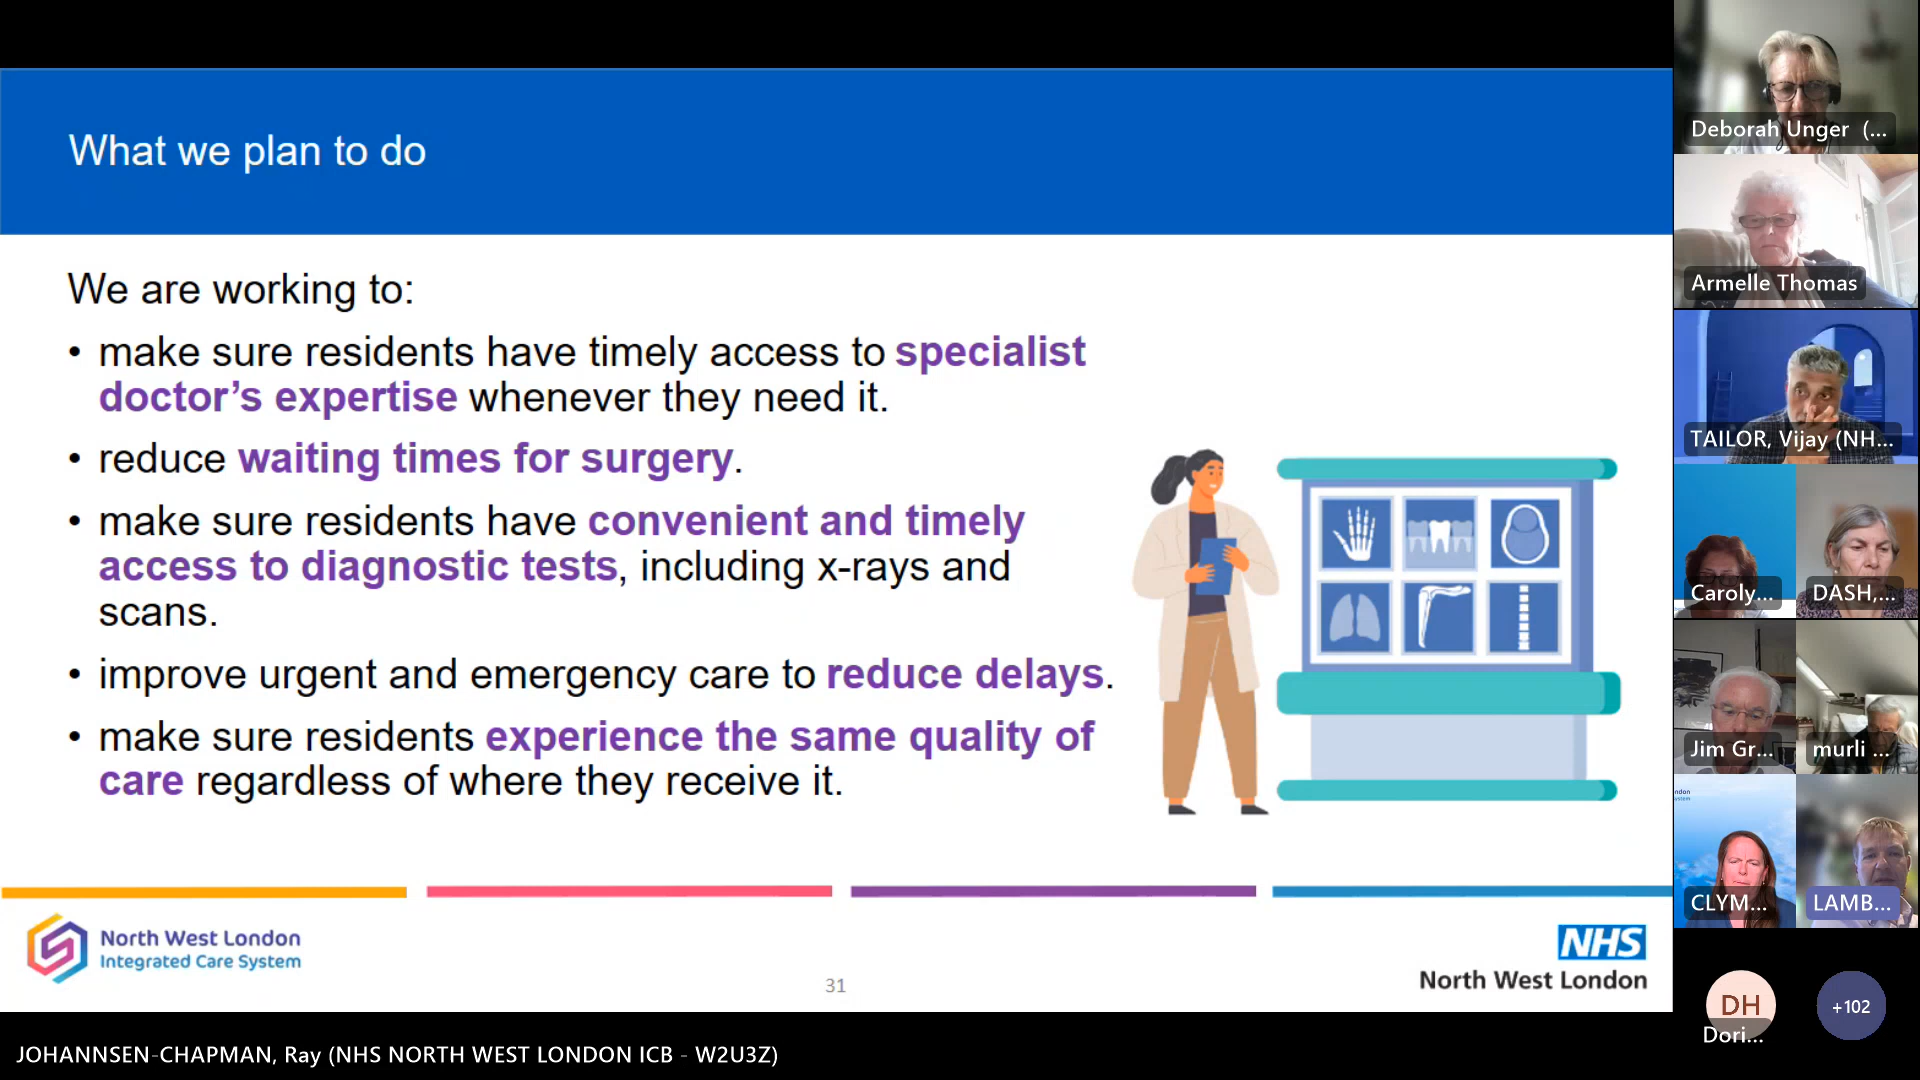 What we plan to do
We are working to:
• make sure residents have timely access to specialist
doctor’s expertise whenever they need it.
• reduce waiting times for surgery.
• make sure residents have convenient and timely
access to diagnostic tests, including x-rays and
scans.
• improve urgent and emergency care to reduce delays.
• make sure residents experience the same quality of
care regardless of where they receive it.
North West London
Integrated Care System
31
NHS
North West London
JOHANNSEN-CHAPMAN, Ray (NHS NORTH WEST LONDON ICB - W2U3Z)
Deborah Unger (...
Armelle Thomas
TAILOR, Vijay (NH...
Caroly...
DASH,...
Jim Gr...
murli ...
CLYM...
LAMB...
DH
Dori...
+102